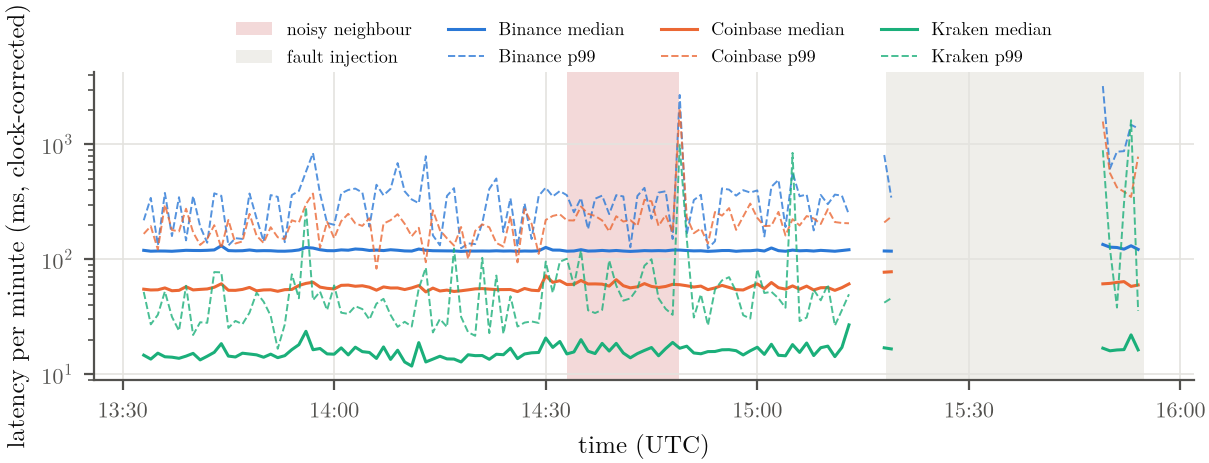 noisy neighbour
fault injection
Binance median
Binance p99
Coinbase median
Coinbase p99
Kraken median
Kraken p99
latency per minute (ms, clock-corrected)
10³
10²
10¹
13:30 14:00 14:30 15:00 15:30 16:00
time (UTC)